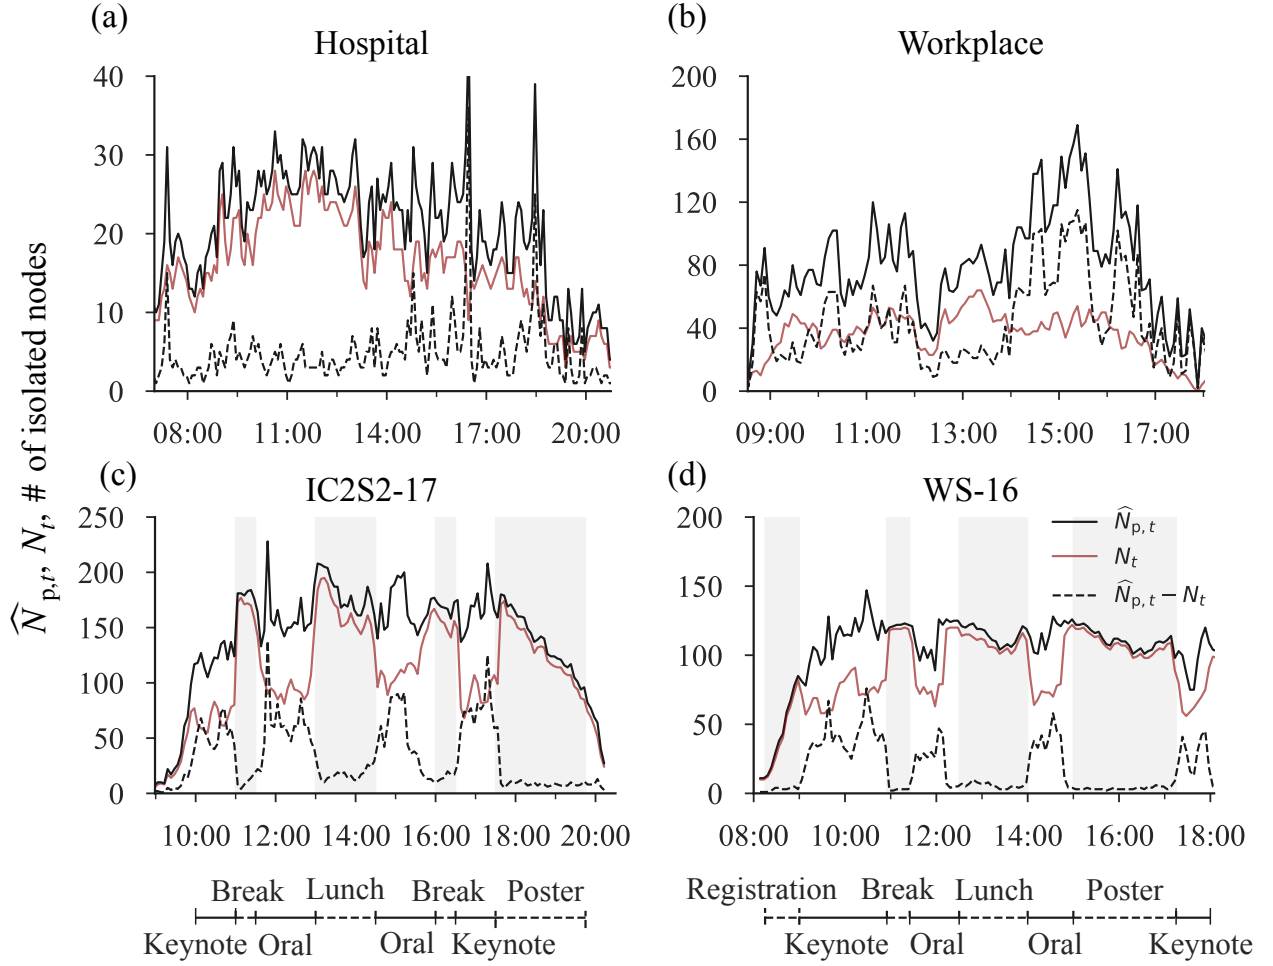 (a)
Hospital
40
30
20
10
0
08:00 11:00 14:00 17:00 20:00
(b)
Workplace
200
160
120
80
40
0
09:00 11:00 13:00 15:00 17:00
N̂p,t, Nt, # of isolated nodes
(c)
IC2S2-17
250
200
150
100
50
0
10:00 12:00 14:00 16:00 18:00 20:00
Break Lunch Break Poster
Keynote Oral Oral Keynote
(d)
WS-16
N̂p,t
Nt
N̂p,t − Nt
200
150
100
50
0
08:00 10:00 12:00 14:00 16:00 18:00
Registration Break Lunch Poster
Keynote Oral Oral Keynote